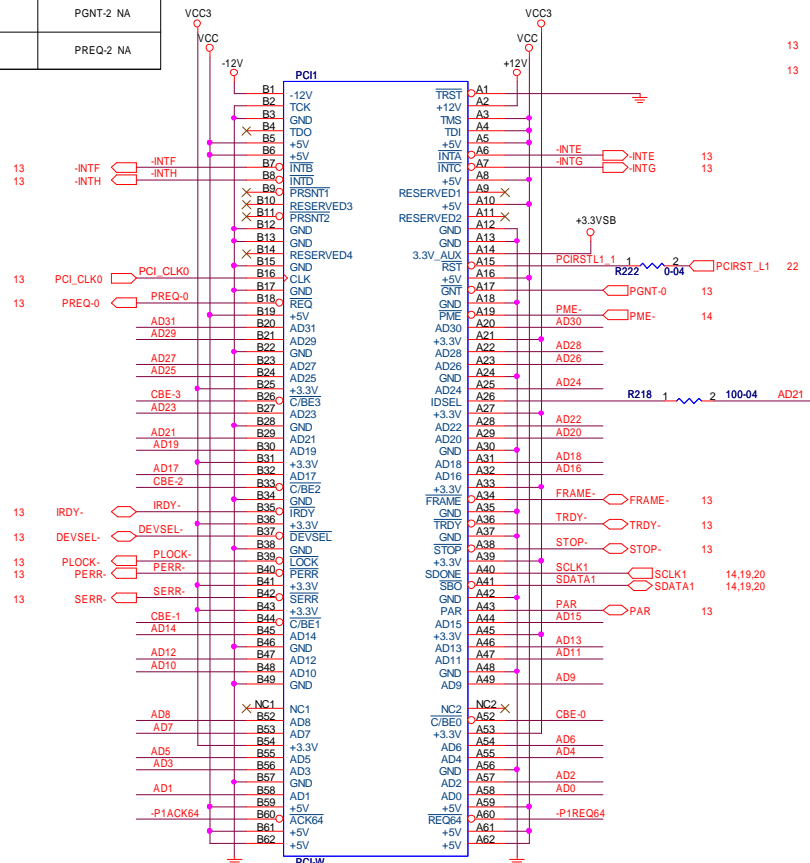 PGNT-2 NA
PREQ-2 NA
VCC3
VCC
-12V
VCC3
VCC
+12V
13
13
PCI1
B1 -12V TRST A1
B2 TCK +12V A2
B3 GND TMS A3
B4 TDO TDI A4
B5 +5V +5V A5
B6 +5V INTA A6 -INTE -INTE 13
13 -INTF -INTF B7 INTB INTC A7 -INTG -INTG 13
13 -INTH -INTH B8 INTD +5V A8
B9 PRSNT1 RESERVED1 A9
B10 RESERVED3 +5V A10
B11 PRSNT2 RESERVED2 A11
B12 GND GND A12 +3.3VSB
B13 GND GND A13
B14 RESERVED4 3.3V_AUX A14
B15 GND RST A15 PCIRSTL1_1 R222 1 2 0-04 PCIRST_L1 22
13 PCI_CLK0 PCI_CLK0 B16 CLK +5V A16
B17 GND GNT A17 PGNT-0 13
13 PREQ-0 PREQ-0 B18 REQ GND A18
B19 +5V PME A19 PME- PME- 14
AD31 B20 AD31 AD30 A20 AD30
AD29 B21 AD29 +3.3V A21
B22 GND AD28 A22 AD28
AD27 B23 AD27 AD26 A23 AD26
AD25 B24 AD25 GND A24
B25 +3.3V AD24 A25 AD24
CBE-3 B26 C/BE3 IDSEL A26 R218 1 2 100-04 AD21
AD23 B27 AD23 +3.3V A27
B28 GND AD22 A28 AD22
AD21 B29 AD21 AD20 A29 AD20
AD19 B30 AD19 GND A30
B31 +3.3V AD18 A31 AD18
AD17 B32 AD17 AD16 A32 AD16
CBE-2 B33 C/BE2 +3.3V A33
B34 GND FRAME A34 FRAME- FRAME- 13
13 IRDY- IRDY- B35 IRDY GND A35
B36 +3.3V TRDY A36 TRDY- TRDY- 13
13 DEVSEL- DEVSEL- B37 DEVSEL GND A37
B38 GND STOP A38 STOP- STOP- 13
13 PLOCK- PLOCK- B39 LOCK +3.3V A39
13 PERR- PERR- B40 PERR SDONE A40 SCLK1 SCLK1 14,19,20
B41 +3.3V SBO A41 SDATA1 SDATA1 14,19,20
13 SERR- SERR- B42 SERR GND A42
B43 +3.3V PAR A43 PAR PAR 13
CBE-1 B44 C/BE1 AD15 A44 AD15
AD14 B45 AD14 +3.3V A45
B46 GND AD13 A46 AD13
AD12 B47 AD12 AD11 A47 AD11
AD10 B48 AD10 GND A48
B49 GND AD9 A49 AD9
NC1 NC1 NC2 NC2
AD8 B52 AD8 C/BE0 A52 CBE-0
AD7 B53 AD7 +3.3V A53
B54 +3.3V AD6 A54 AD6
AD5 B55 AD5 AD4 A55 AD4
AD3 B56 AD3 GND A56
B57 GND AD2 A57 AD2
AD1 B58 AD1 AD0 A58 AD0
B59 +5V +5V A59
-P1ACK64 B60 ACK64 REQ64 A60 -P1REQ64
B61 +5V +5V A61
B62 +5V +5V A62
PCI-W